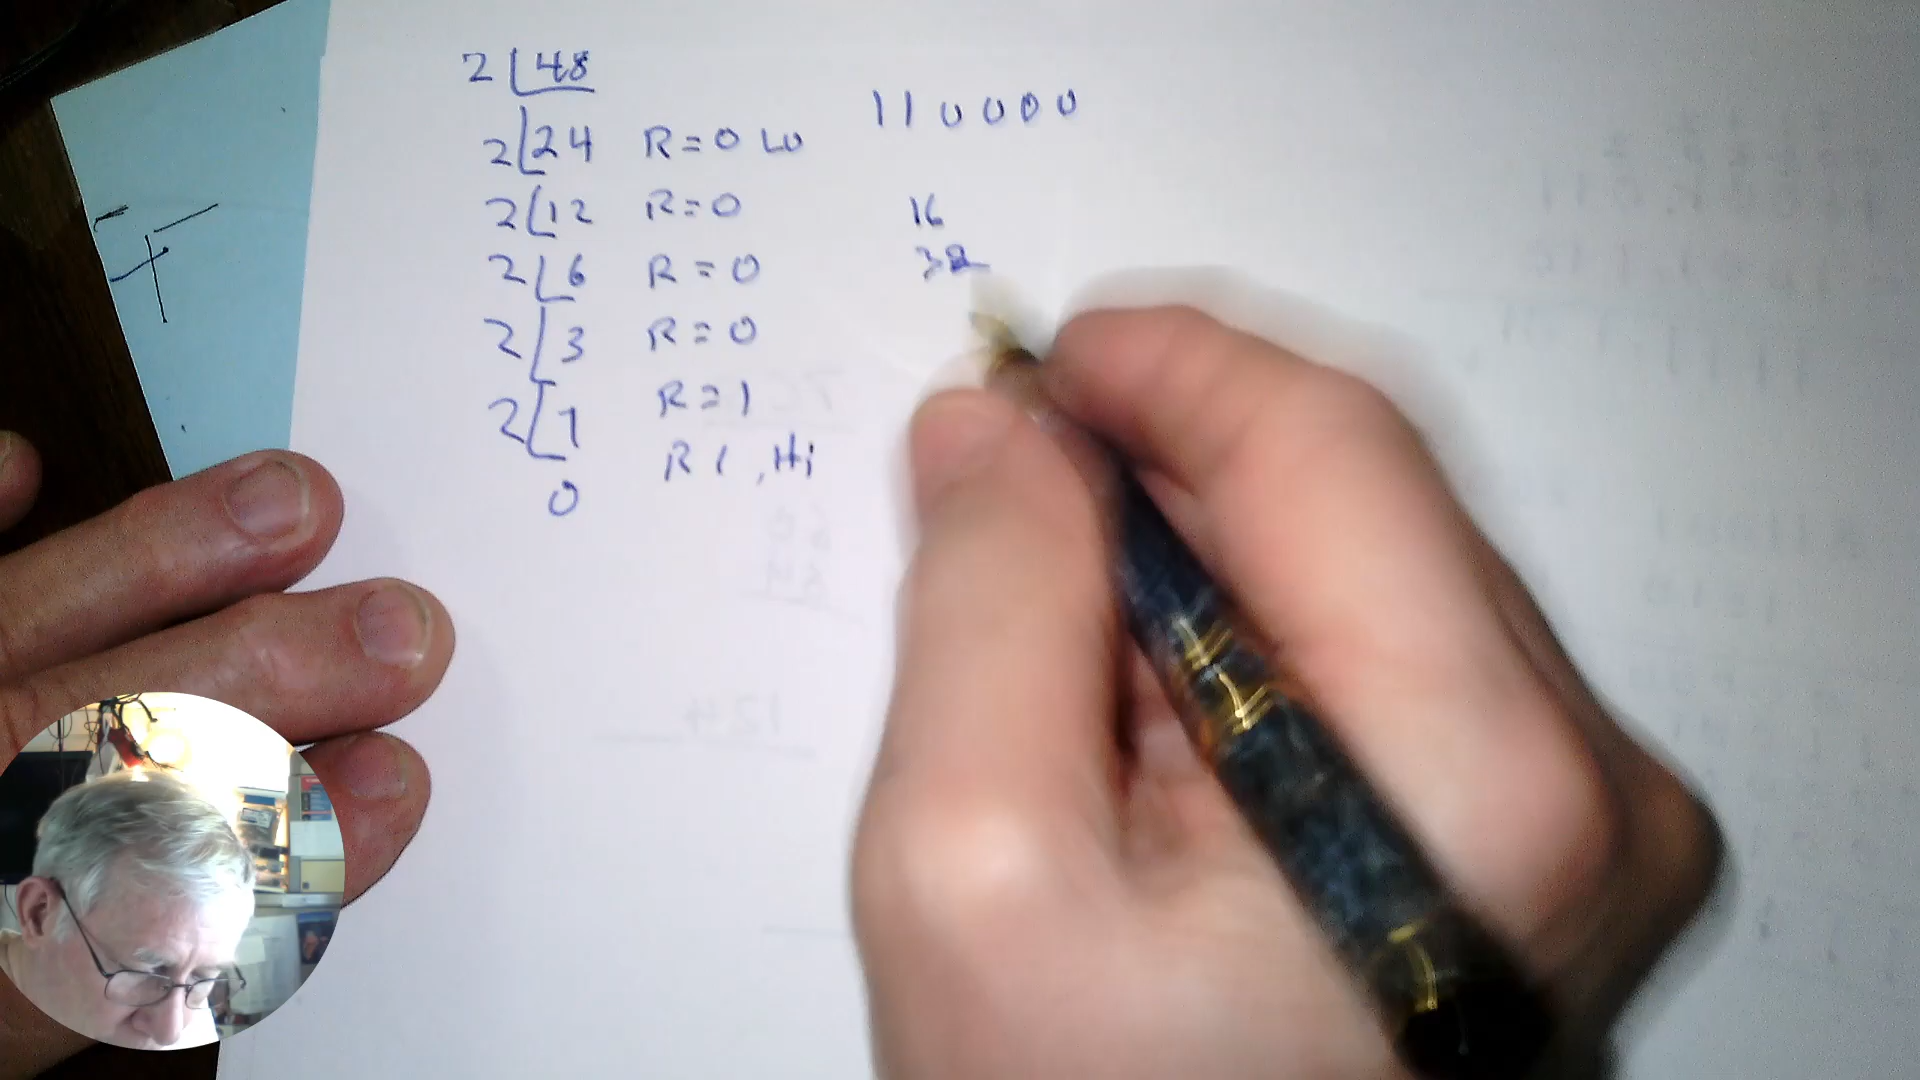 2 48
2 24 R=0 LO
2 12 R=0
2 6 R=0
2 3 R=0
2 1 R=1
0 R 1, Hi
110000
16
32